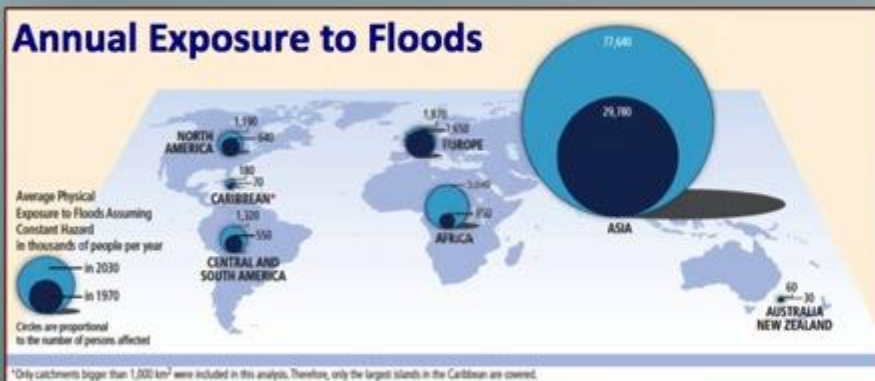 Annual Exposure to Floods
77,640
29,780
1,190
640
NORTH
AMERICA
1,870
1,650
EUROPE
180
70
CARIBBEAN*
1,320
550
CENTRAL AND
SOUTH AMERICA
850
AFRICA
ASIA
60
30
AUSTRALIA
NEW ZEALAND
Average Physical
Exposure to Floods Assuming
Constant Hazard
in thousands of people per year
in 2030
in 1970
Circles are proportional
to the number of persons affected
*Only catchments bigger than 1,000 km² were included in this analysis. Therefore, only the largest islands in the Caribbean are covered.